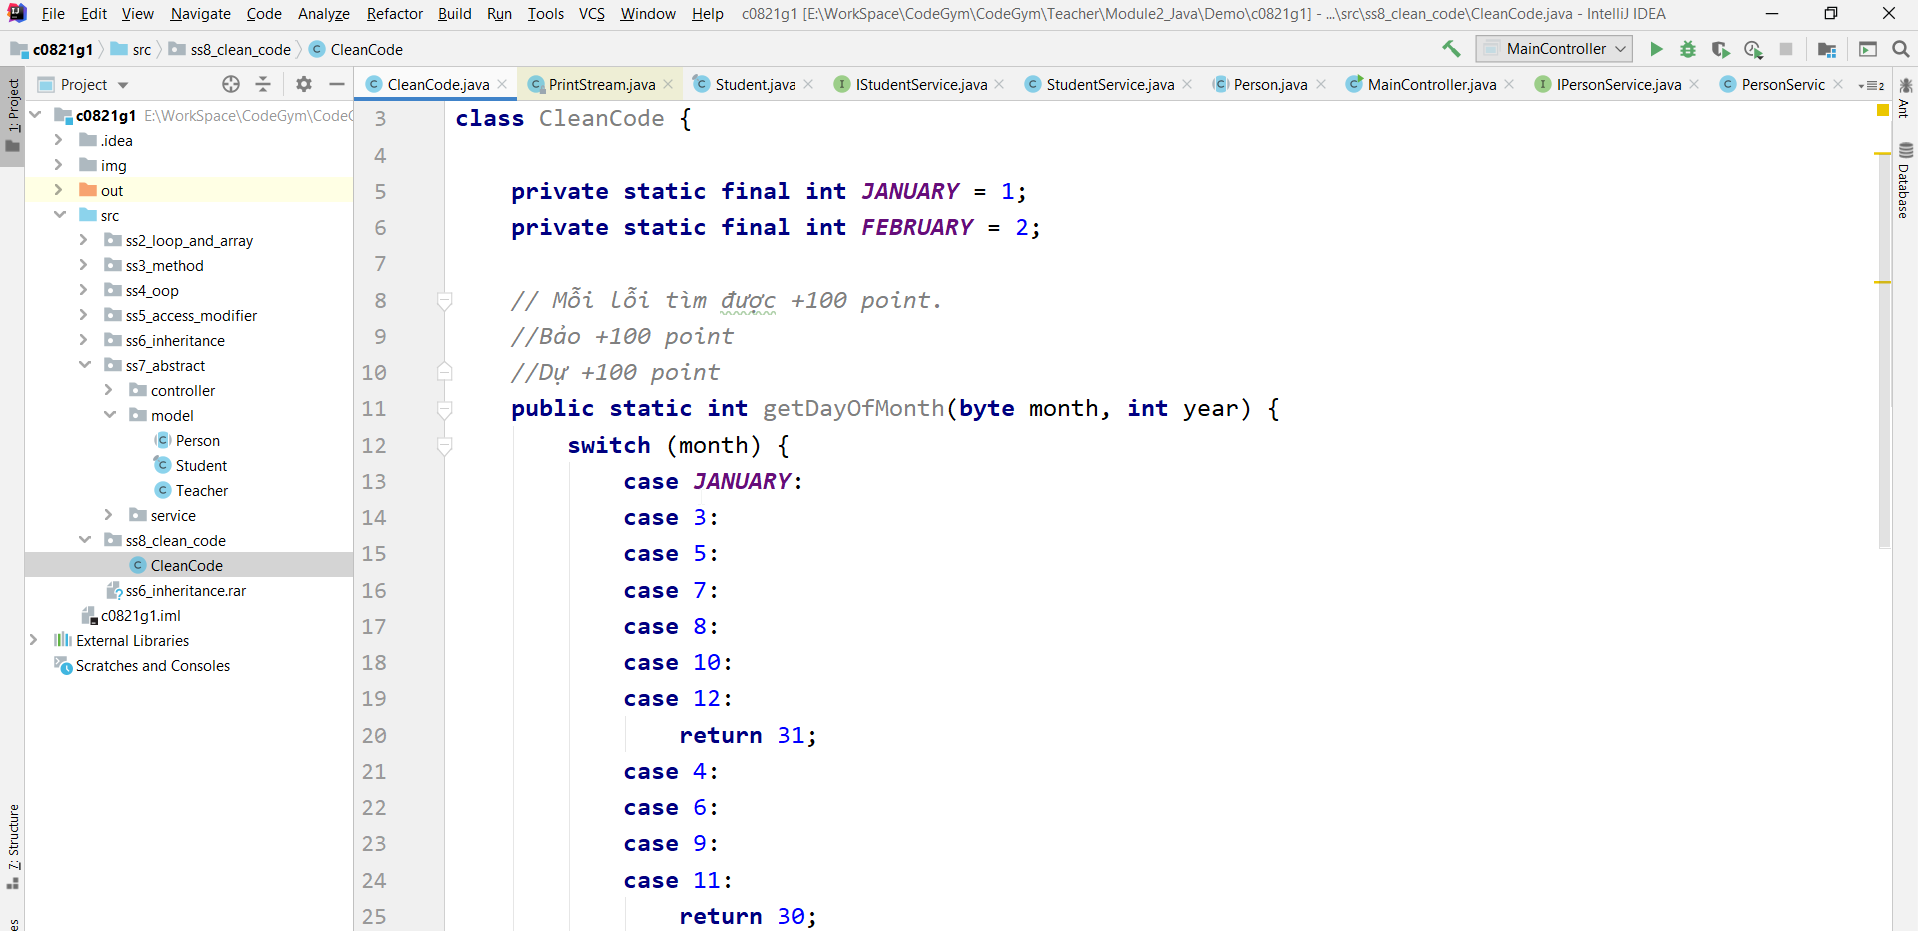 File Edit View Navigate Code Analyze Refactor Build Run Tools VCS Window Help c0821g1 [E:\WorkSpace\CodeGym\CodeGym\Teacher\Module2_Java\Demo\c0821g1] - ...\src\ss8_clean_code\CleanCode.java - IntelliJ IDEA
c0821g1 src ss8_clean_code CleanCode MainController
Project CleanCode.java PrintStream.java Student.java IStudentService.java StudentService.java Person.java MainController.java IPersonService.java PersonServic 2
1: Project
7: Structure
Ant
Database
c0821g1 E:\WorkSpace\CodeGym\Code
.idea
img
out
src
ss2_loop_and_array
ss3_method
ss4_oop
ss5_access_modifier
ss6_inheritance
ss7_abstract
controller
model
Person
Student
Teacher
service
ss8_clean_code
CleanCode
ss6_inheritance.rar
c0821g1.iml
External Libraries
Scratches and Consoles
3 class CleanCode {
4
5 private static final int JANUARY = 1;
6 private static final int FEBRUARY = 2;
7
8 // Mỗi lỗi tìm được +100 point.
9 //Bảo +100 point
10 //Dự +100 point
11 public static int getDayOfMonth(byte month, int year) {
12 switch (month) {
13 case JANUARY:
14 case 3:
15 case 5:
16 case 7:
17 case 8:
18 case 10:
19 case 12:
20 return 31;
21 case 4:
22 case 6:
23 case 9:
24 case 11:
25 return 30;